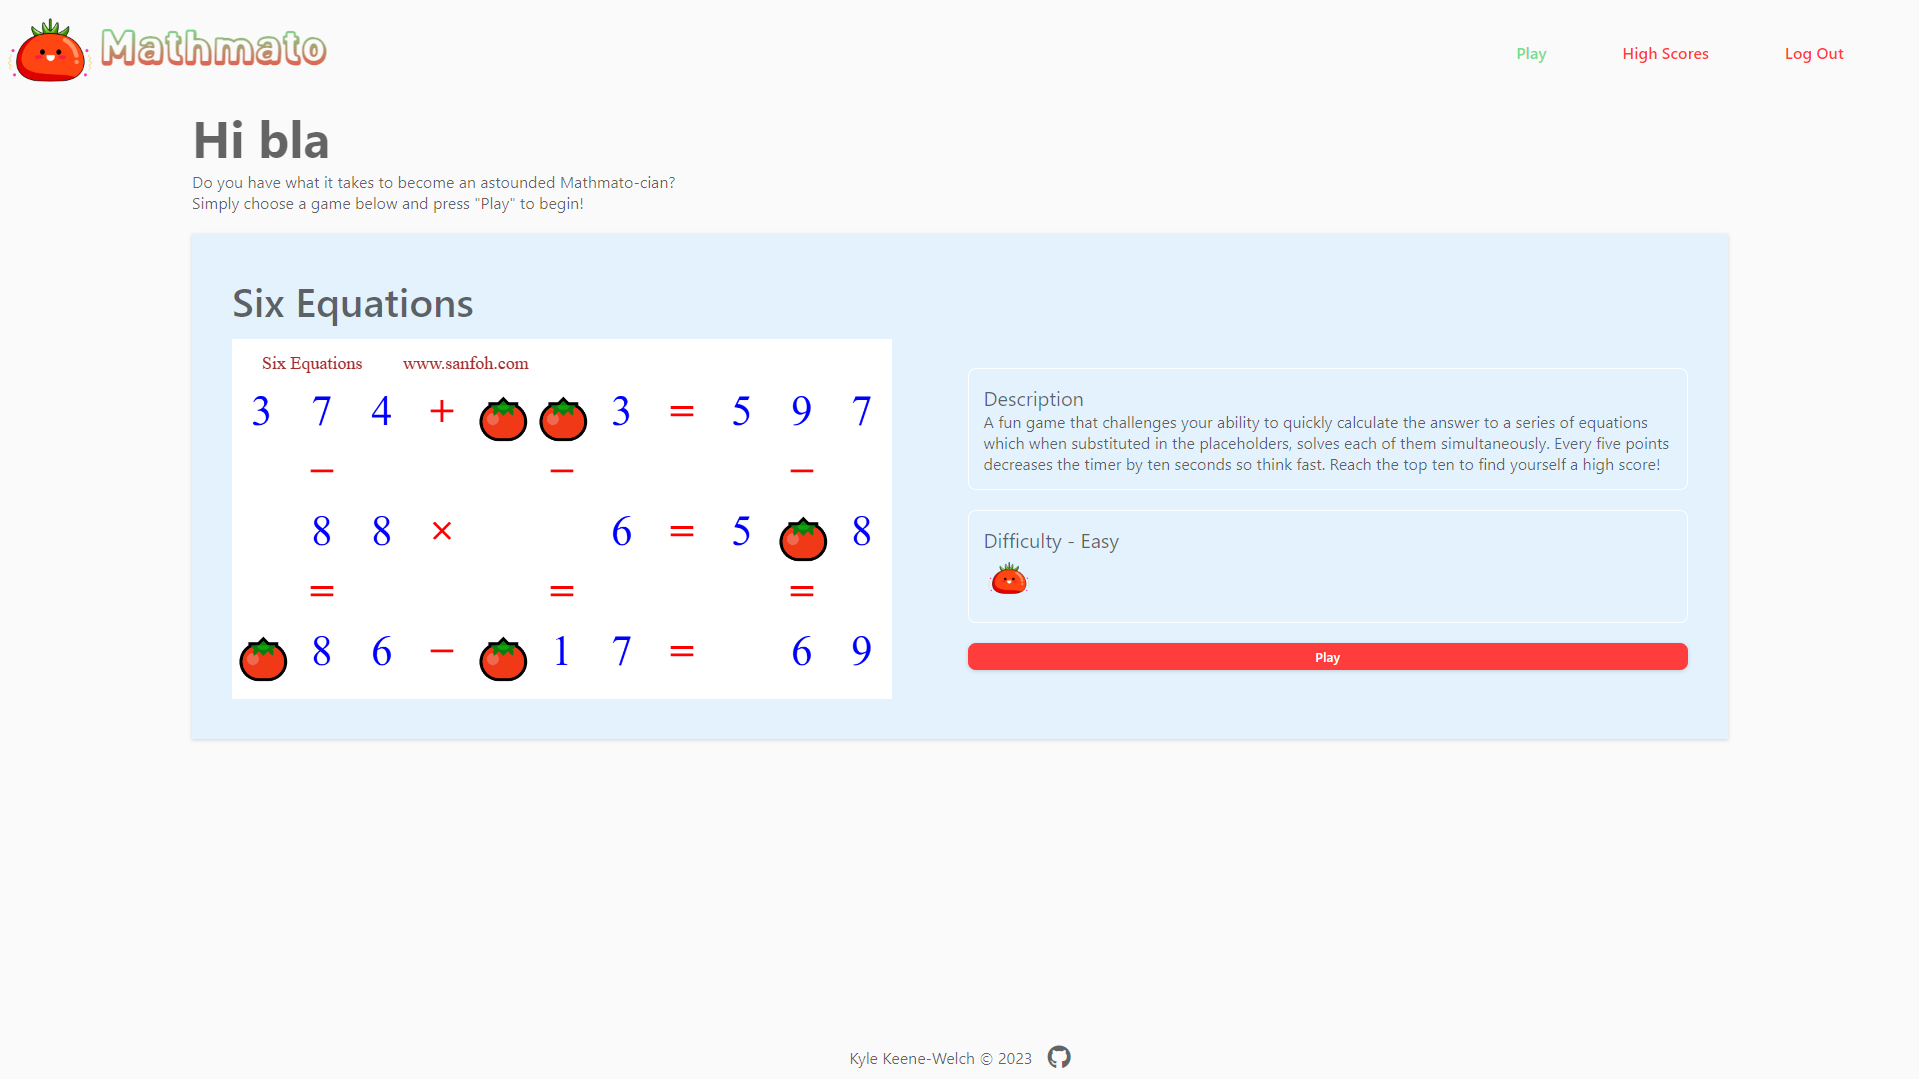 Mathmato
Play
High Scores
Log Out
Hi bla
Do you have what it takes to become an astounded Mathmato-cian?
Simply choose a game below and press "Play" to begin!
Six Equations
Six Equations www.sanfoh.com
3 7 4 + 3 = 5 9 7
− − −
8 8 × 6 = 5 8
= = =
8 6 − 1 7 = 6 9
Description
A fun game that challenges your ability to quickly calculate the answer to a series of equations
which when substituted in the placeholders, solves each of them simultaneously. Every five points
decreases the timer by ten seconds so think fast. Reach the top ten to find yourself a high score!
Difficulty - Easy
Play
Kyle Keene-Welch © 2023